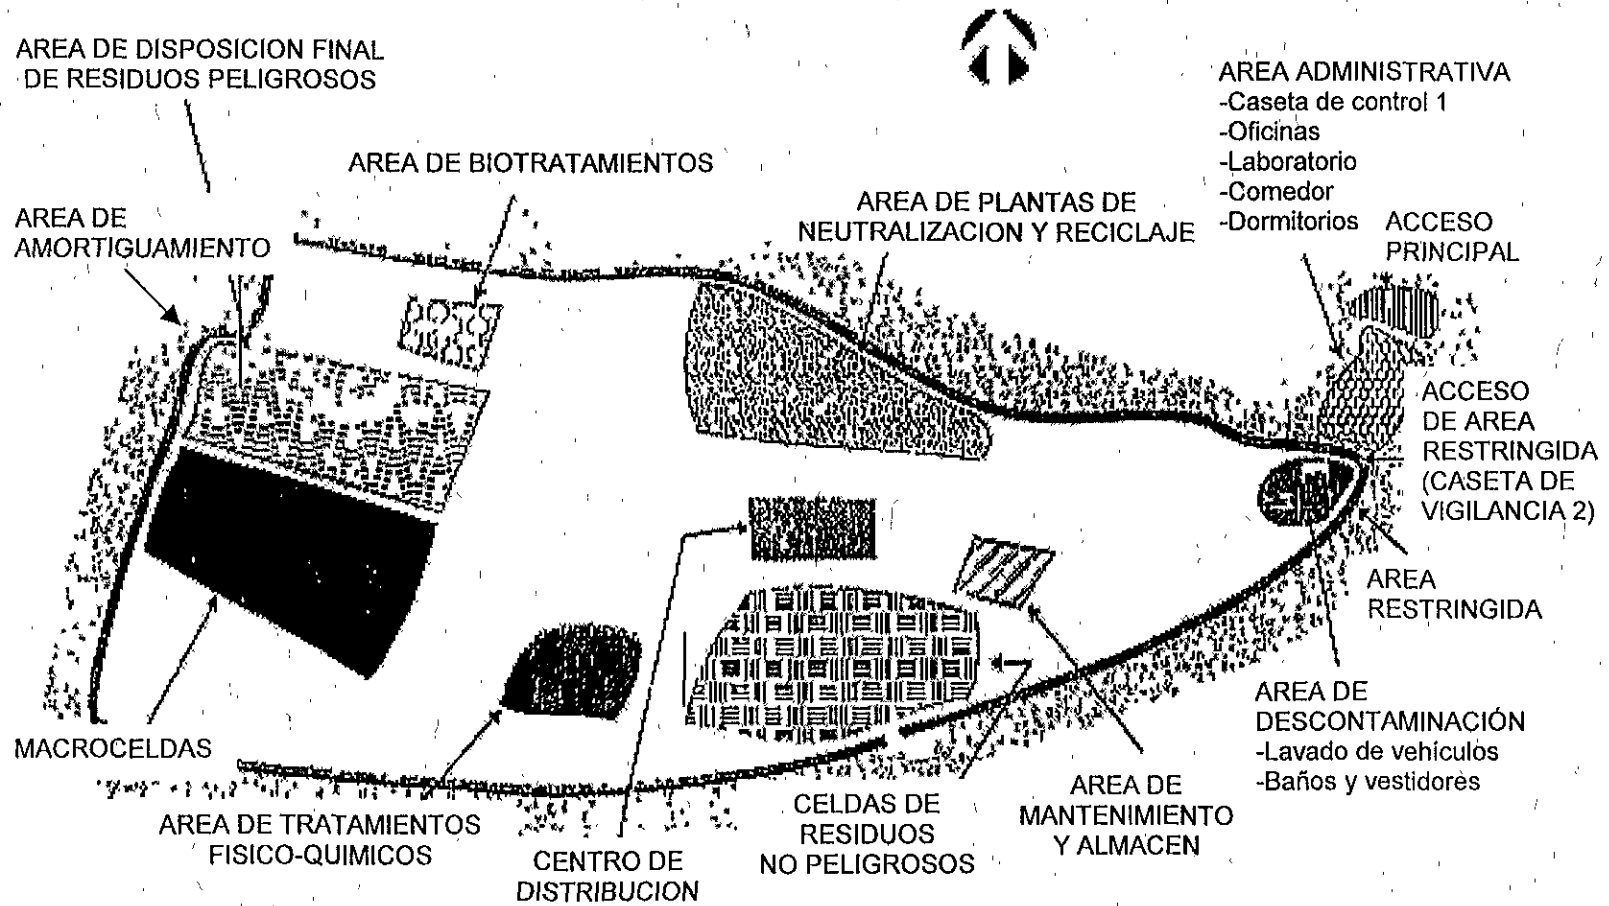 AREA DE DISPOSICION FINAL
DE RESIDUOS PELIGROSOS
AREA DE BIOTRATAMIENTOS
AREA DE
AMORTIGUAMIENTO
AREA DE PLANTAS DE
NEUTRALIZACION Y RECICLAJE
AREA ADMINISTRATIVA
-Caseta de control 1
-Oficinas
-Laboratorio
-Comedor
-Dormitorios
ACCESO
PRINCIPAL
ACCESO
DE AREA
RESTRINGIDA
(CASETA DE
VIGILANCIA 2)
AREA
RESTRINGIDA
AREA DE
DESCONTAMINACIÓN
-Lavado de vehículos
-Baños y vestidores
MACROCELDAS
AREA DE TRATAMIENTOS
FISICO-QUIMICOS
CENTRO DE
DISTRIBUCION
CELDAS DE
RESIDUOS
NO PELIGROSOS
AREA DE
MANTENIMIENTO
Y ALMACEN